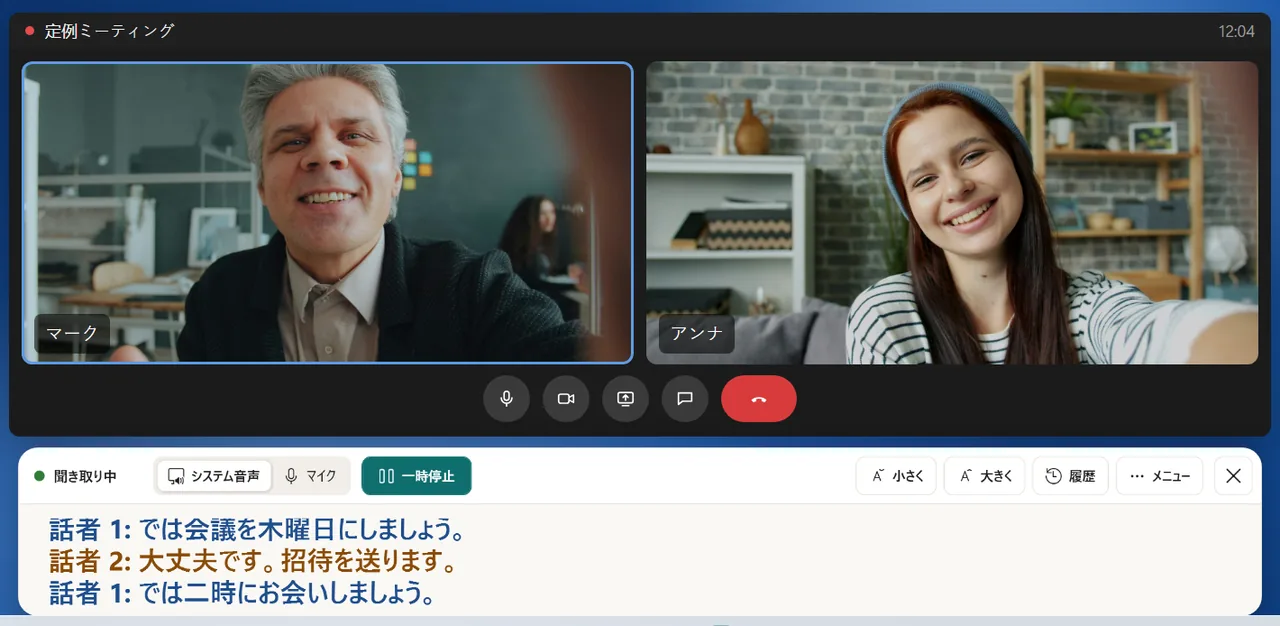 定例ミーティング
12:04
マーク
アンナ
聞き取り中
システム音声
マイク
一時停止
小さく
大きく
履歴
メニュー
話者 1: では会議を木曜日にしましょう。
話者 2: 大丈夫です。招待を送ります。
話者 1: では二時にお会いしましょう。